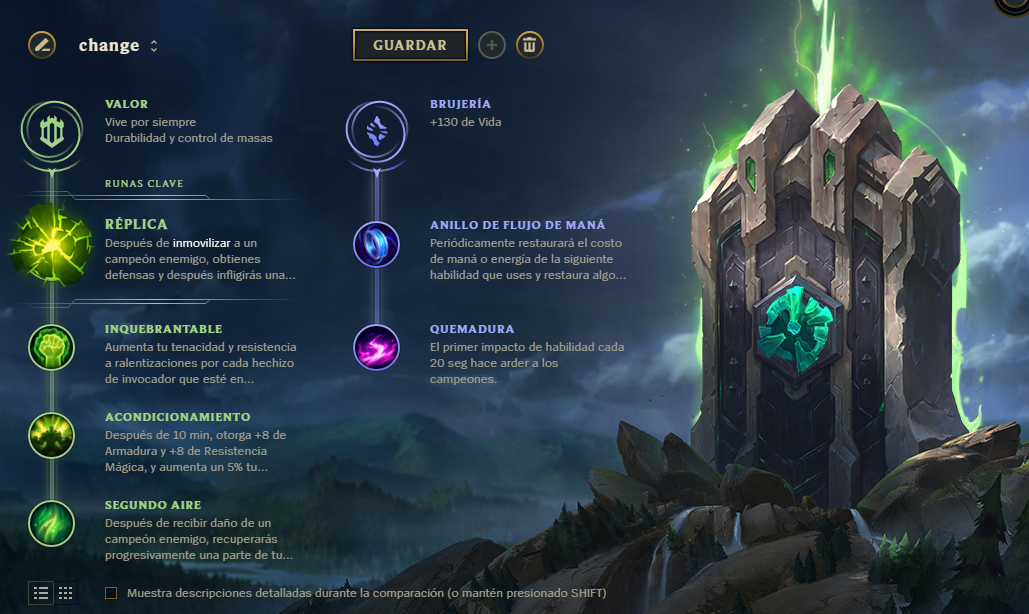 change
GUARDAR
VALOR
Vive por siempre
Durabilidad y control de masas
RUNAS CLAVE
RÉPLICA
Después de inmovilizar a un
campeón enemigo, obtienes
defensas y después infligirás una...
INQUEBRANTABLE
Aumenta tu tenacidad y resistencia
a ralentizaciones por cada hechizo
de invocador que esté en...
ACONDICIONAMIENTO
Después de 10 min, otorga +8 de
Armadura y +8 de Resistencia
Mágica, y aumenta un 5% tu...
SEGUNDO AIRE
Después de recibir daño de un
campeón enemigo, recuperarás
progresivamente una parte de tu...
BRUJERÍA
+130 de Vida
ANILLO DE FLUJO DE MANÁ
Periódicamente restaurará el costo
de maná o energía de la siguiente
habilidad que uses y restaura algo...
QUEMADURA
El primer impacto de habilidad cada
20 seg hace arder a los
campeones.
Muestra descripciones detalladas durante la comparación (o mantén presionado SHIFT)